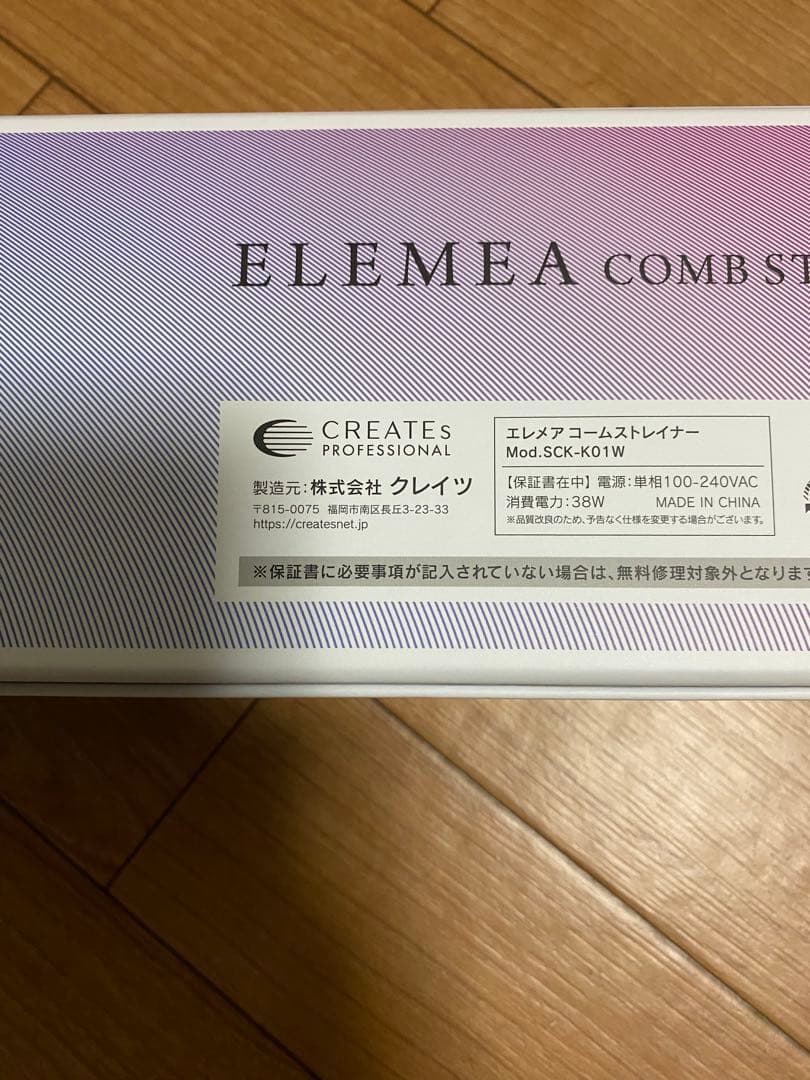 ELEMEA COMB ST
CREATEs
PROFESSIONAL
製造元:株式会社 クレイツ
〒815-0075 福岡市南区長丘3-23-33
https://createsnet.jp
エレメア コームストレイナー
Mod.SCK-K01W
【保証書在中】電源:単相100-240VAC
消費電力:38W MADE IN CHINA
※品質改良のため、予告なく仕様を変更する場合がございます。
※保証書に必要事項が記入されていない場合は、無料修理対象外となります